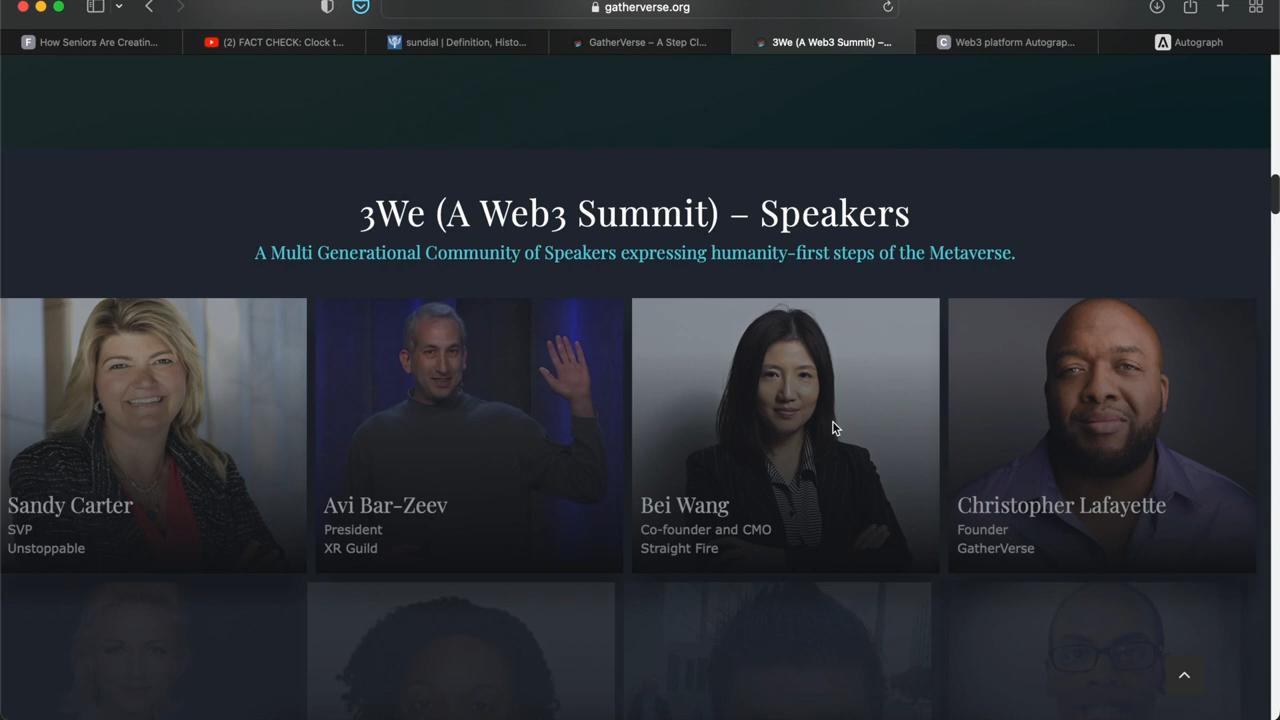 gatherverse.org
How Seniors Are Creatin...
(2) FACT CHECK: Clock t...
sundial | Definition, Histo...
GatherVerse – A Step Cl...
3We (A Web3 Summit) –...
Web3 platform Autograp...
Autograph
3We (A Web3 Summit) – Speakers
A Multi Generational Community of Speakers expressing humanity-first steps of the Metaverse.
Sandy Carter
SVP
Unstoppable
Avi Bar-Zeev
President
XR Guild
Bei Wang
Co-founder and CMO
Straight Fire
Christopher Lafayette
Founder
GatherVerse